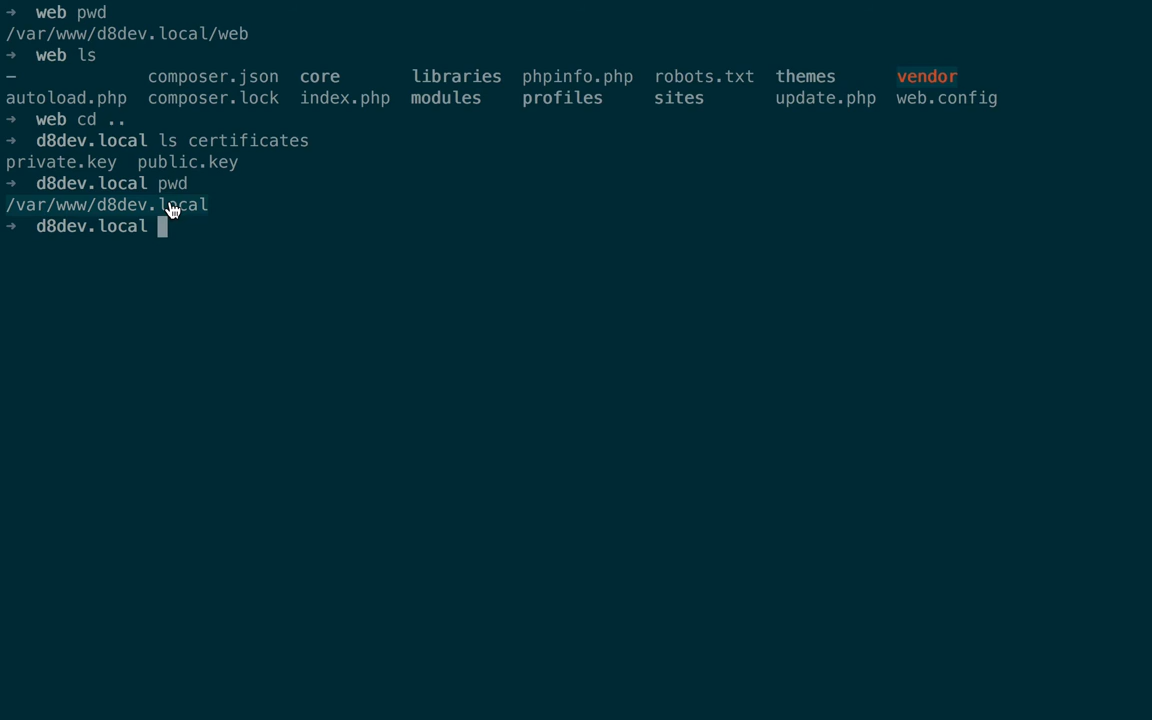 ➜  web pwd
/var/www/d8dev.local/web
➜  web ls
–             composer.json  core       libraries  phpinfo.php  robots.txt  themes      vendor
autoload.php  composer.lock  index.php  modules    profiles     sites       update.php  web.config
➜  web cd ..
➜  d8dev.local ls certificates
private.key  public.key
➜  d8dev.local pwd
/var/www/d8dev.local
➜  d8dev.local